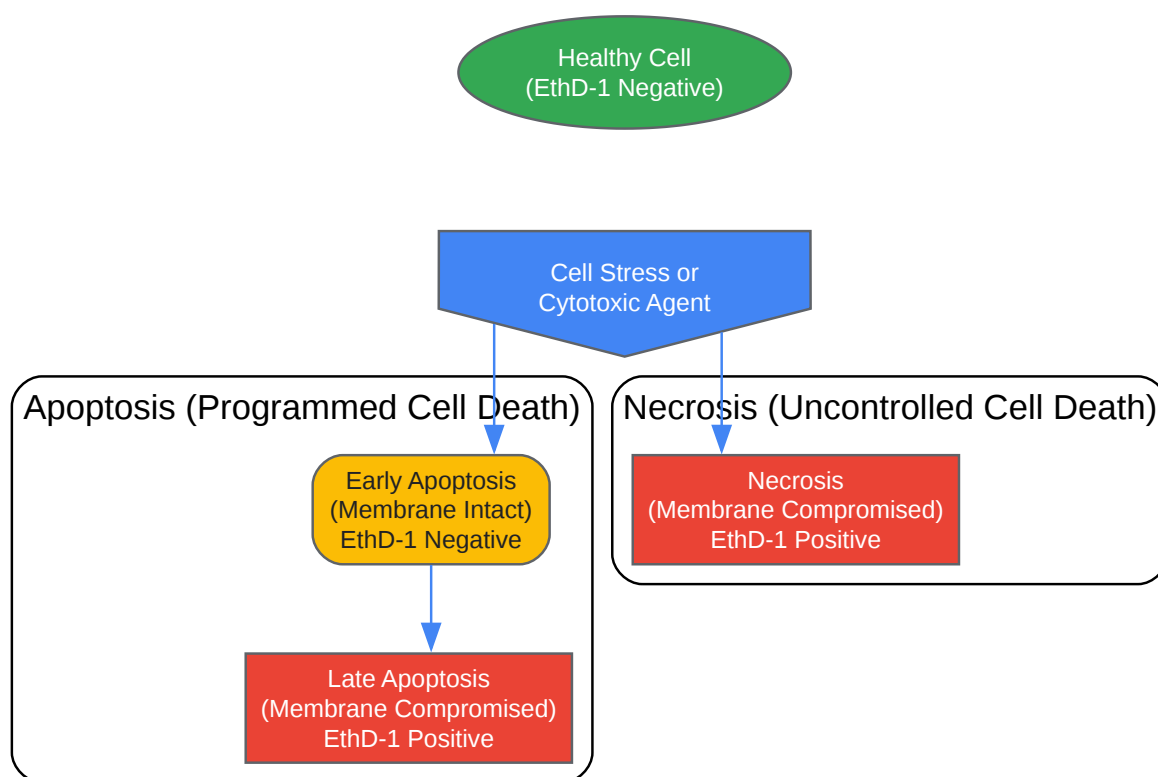 Healthy Cell
(EthD-1 Negative)
Cell Stress or
Cytotoxic Agent
Apoptosis (Programmed Cell Death)
Early Apoptosis
(Membrane Intact)
EthD-1 Negative
Late Apoptosis
(Membrane Compromised)
EthD-1 Positive
Necrosis (Uncontrolled Cell Death)
Necrosis
(Membrane Compromised)
EthD-1 Positive